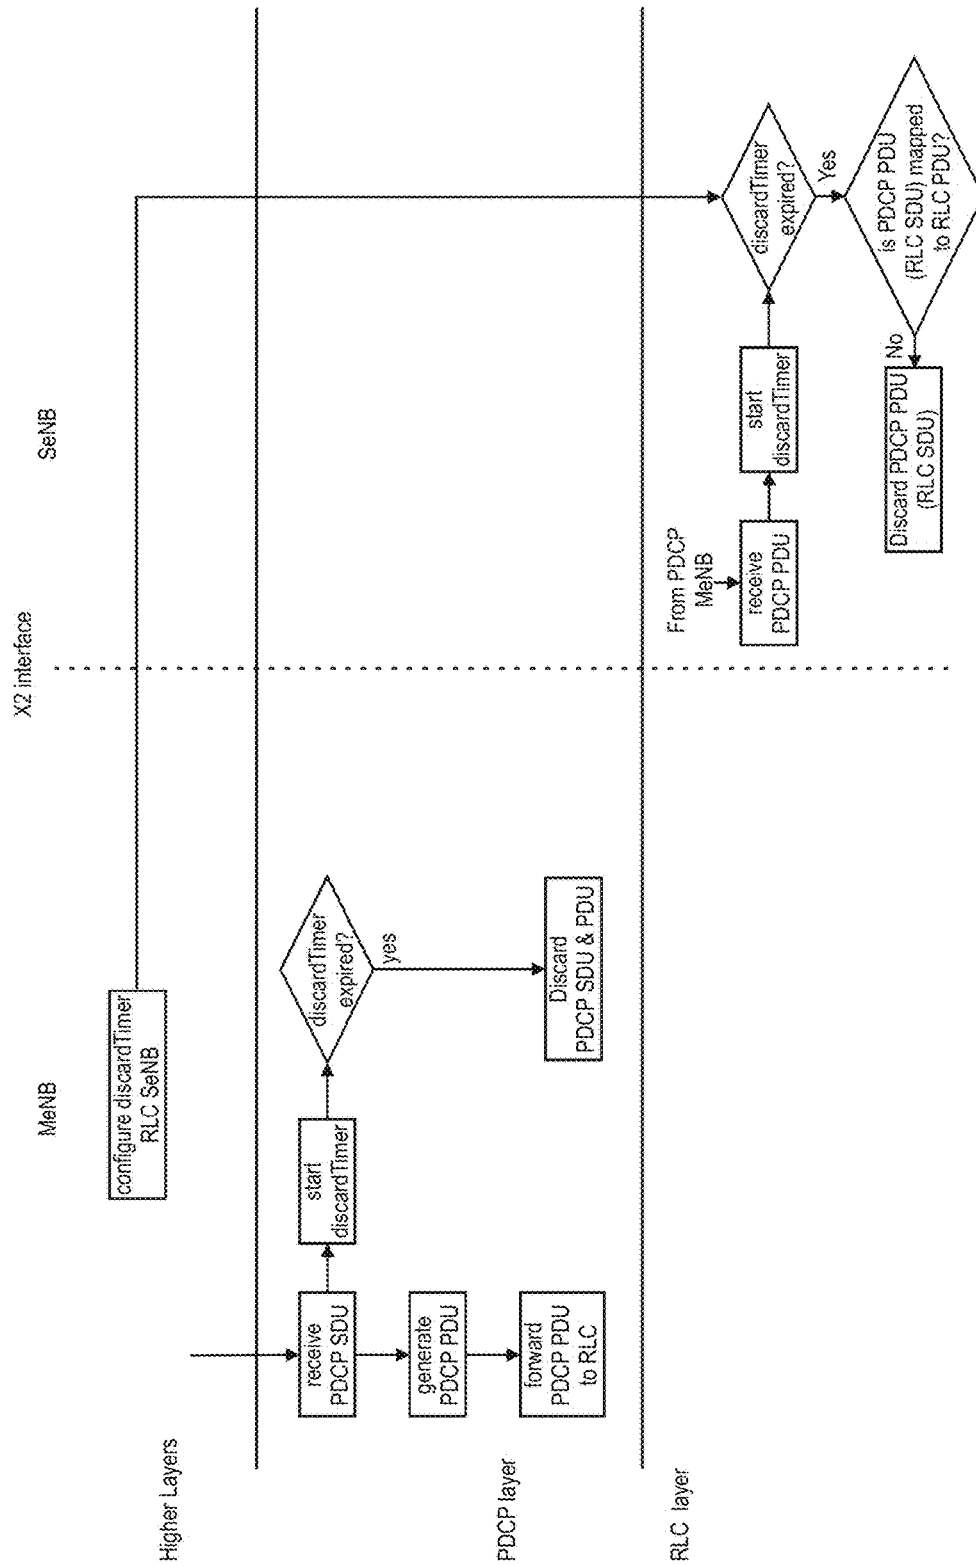 X2 interface
MeNB
SeNB
Higher Layers
configure discardTimer
RLC SeNB
PDCP layer
receive
PDCP SDU
start
discardTimer
discardTimer
expired?
yes
generate
PDCP PDU
forward
PDCP PDU
to RLC
Discard
PDCP SDU & PDU
RLC layer
From PDCP
MeNB
receive
PDCP PDU
start
discardTimer
discardTimer
expired?
Yes
is PDCP PDU
(RLC SDU) mapped
to RLC PDU?
No
Discard PDCP PDU
(RLC SDU)